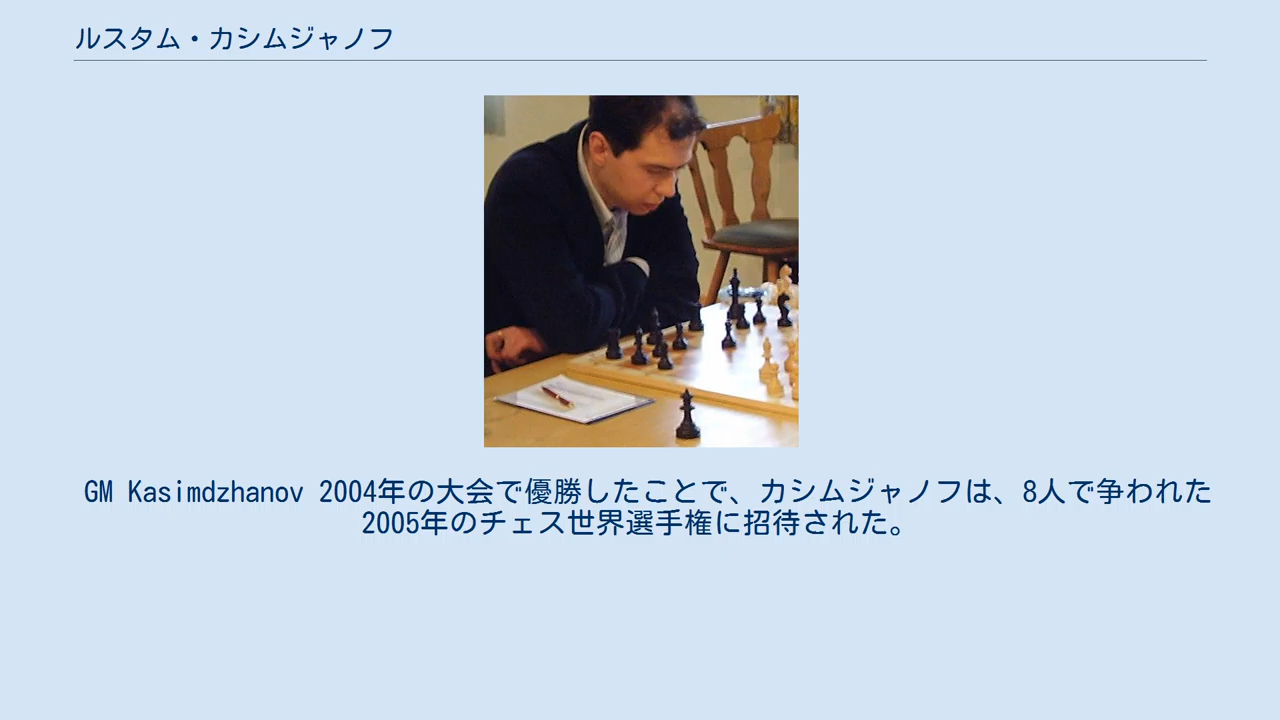 ルスタム・カシムジャノフ
GM Kasimdzhanov 2004年の大会で優勝したことで、カシムジャノフは、8人で争われた
2005年のチェス世界選手権に招待された。